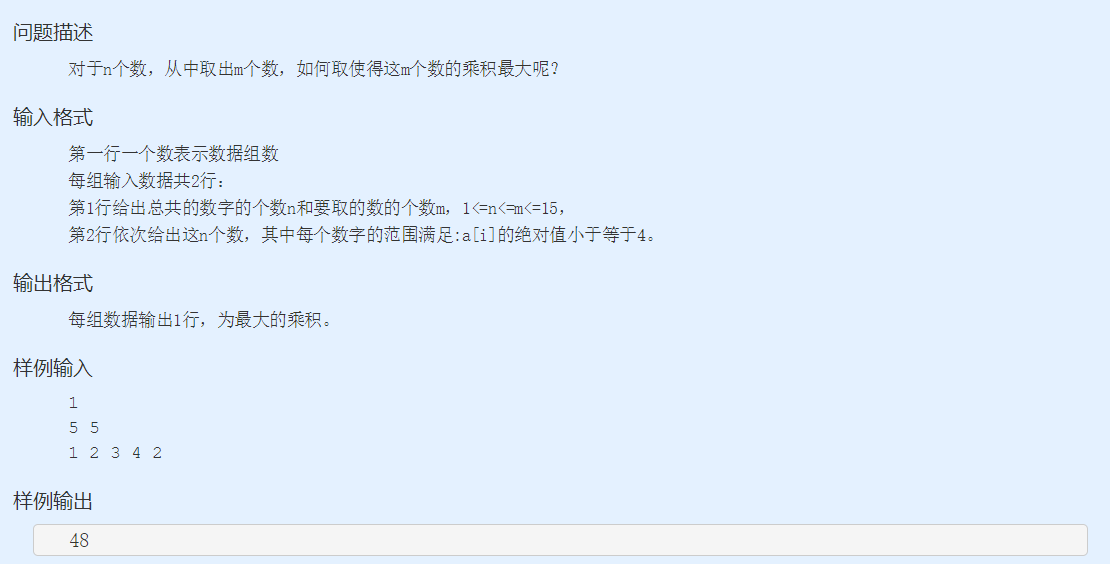 问题描述
对于n个数，从中取出m个数，如何取使得这m个数的乘积最大呢?
输入格式
第一行一个数表示数据组数
每组输入数据共2行：
第1行给出总共的数字的个数n和要取的数的个数m，1<=n<=m<=15，
第2行依次给出这n个数，其中每个数字的范围满足:a[i]的绝对值小于等于4。
输出格式
每组数据输出1行，为最大的乘积。
样例输入
1
5 5
1 2 3 4 2
样例输出
48